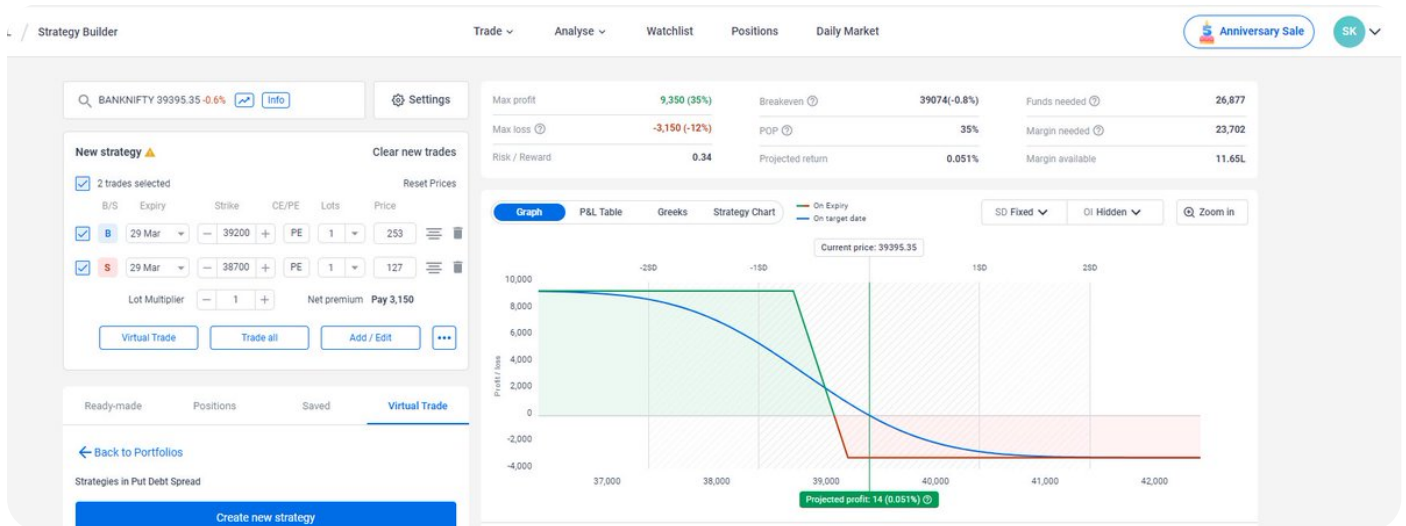 Strategy Builder Trade Analyse Watchlist Positions Daily Market 5 Anniversary Sale SK
BANKNIFTY 39395.35 -0.6% Info Settings
New strategy Clear new trades
2 trades selected Reset Prices
B/S Expiry Strike CE/PE Lots Price
B 29 Mar − 39200 + PE 1 253
S 29 Mar − 38700 + PE 1 127
Lot Multiplier − 1 + Net premium Pay 3,150
Virtual Trade Trade all Add / Edit •••
Ready-made Positions Saved Virtual Trade
Back to Portfolios
Strategies in Put Debt Spread
Create new strategy
Max profit 9,350 (35%) Breakeven 39074(-0.8%) Funds needed 26,877
Max loss -3,150 (-12%) POP 35% Margin needed 23,702
Risk / Reward 0.34 Projected return 0.051% Margin available 11.65L
Graph P&L Table Greeks Strategy Chart On Expiry On target date SD Fixed OI Hidden Zoom in
Current price: 39395.35
-2SD -1SD 1SD 2SD
10,000
8,000
6,000
4,000
2,000
0
-2,000
-4,000
Profit / loss
37,000 38,000 39,000 40,000 41,000 42,000
Projected profit: 14 (0.051%)